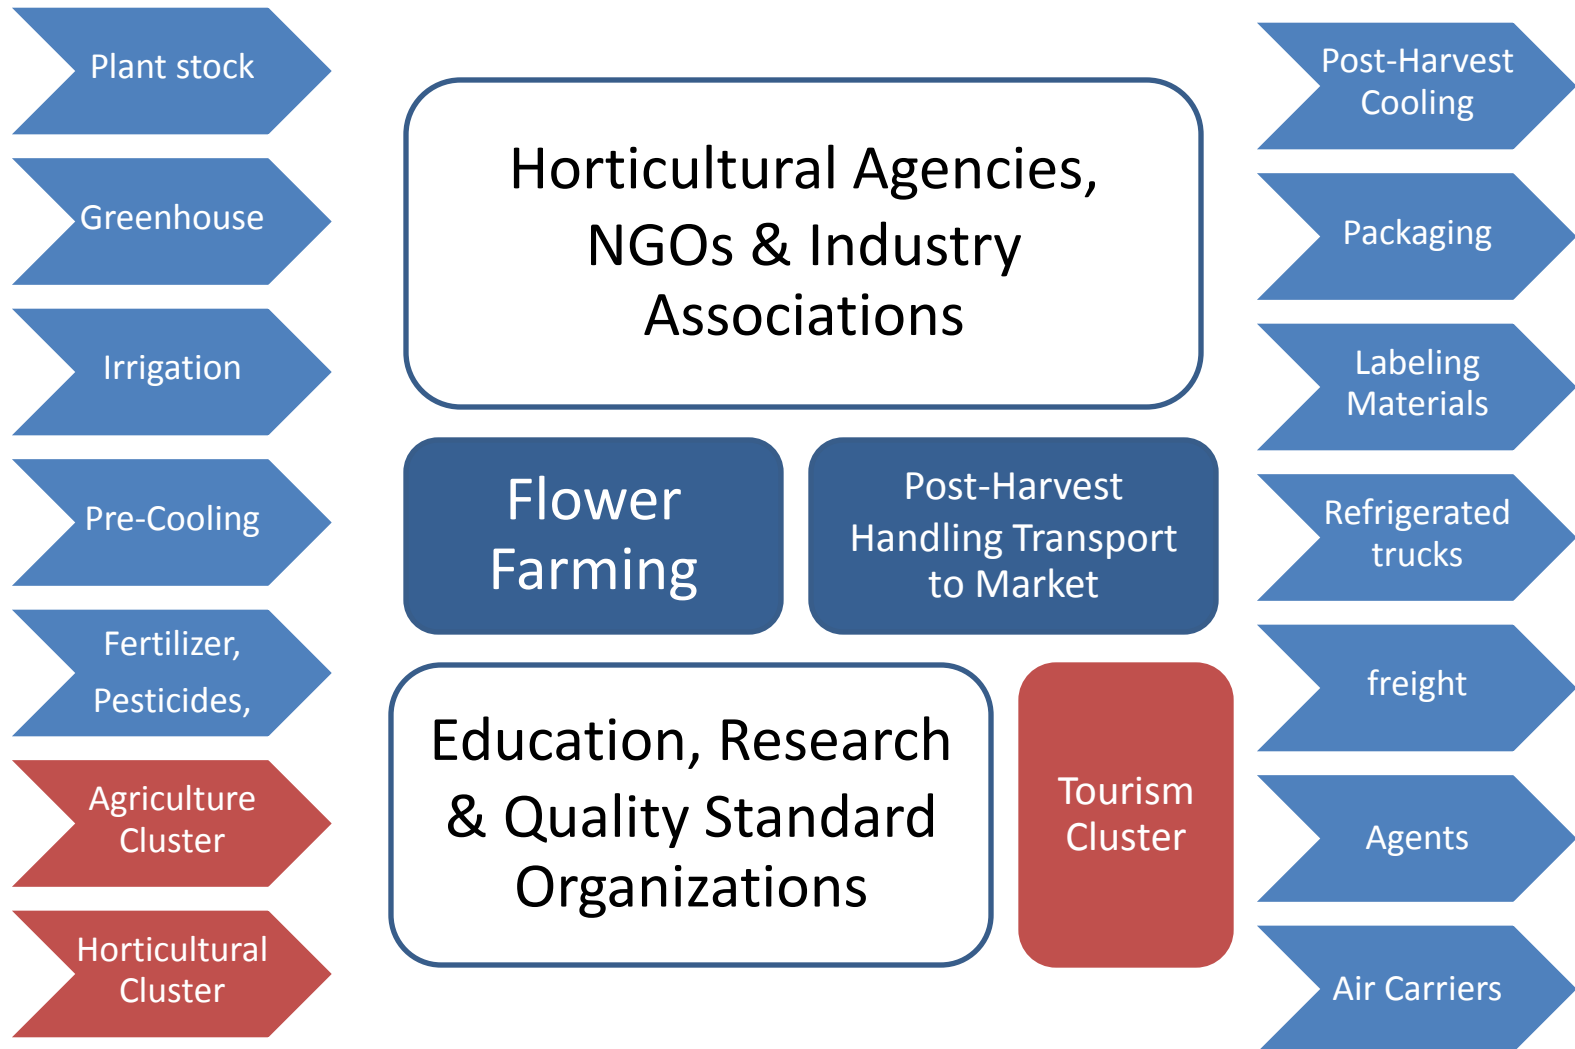 Plant stock
Greenhouse
Irrigation
Pre-Cooling
Fertilizer,
Pesticides,
Agriculture
Cluster
Horticultural
Cluster
Horticultural Agencies,
NGOs & Industry
Associations
Flower
Farming
Post-Harvest
Handling Transport
to Market
Education, Research
& Quality Standard
Organizations
Tourism
Cluster
Post-Harvest
Cooling
Packaging
Labeling
Materials
Refrigerated
trucks
freight
Agents
Air Carriers